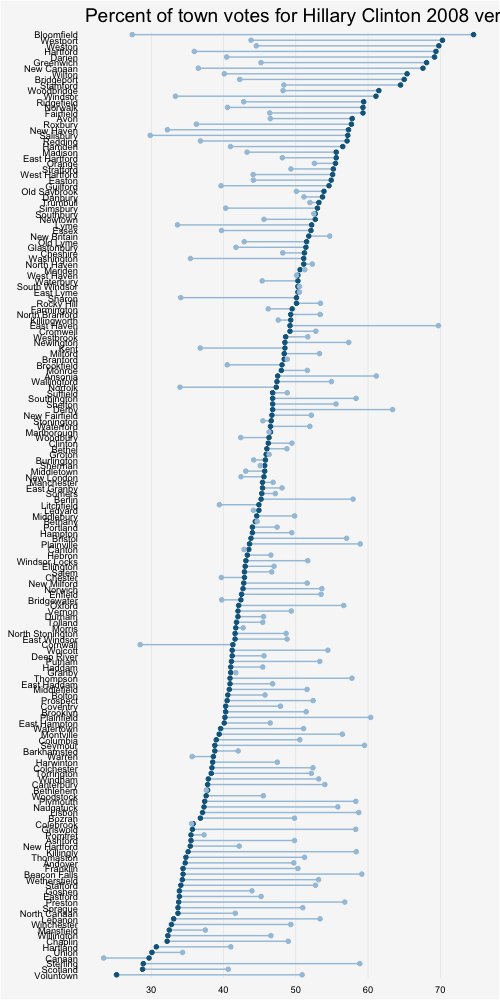 Percent of town votes for Hillary Clinton 2008 ver
Bloomfield
Westport
Weston
Hartford
Darien
Greenwich
New Canaan
Wilton
Bridgeport
Stamford
Woodbridge
Windsor
Ridgefield
Norwalk
Fairfield
Avon
Roxbury
New Haven
Salisbury
Redding
Hamden
Madison
East Hartford
Orange
Stratford
West Hartford
Easton
Guilford
Old Saybrook
Danbury
Trumbull
Simsbury
Southbury
Newtown
Lyme
Essex
New Britain
Old Lyme
Glastonbury
Cheshire
Washington
North Haven
Meriden
West Haven
Waterbury
South Windsor
East Lyme
Sharon
Rocky Hill
Farmington
North Branford
Killingworth
East Haven
Cromwell
Westbrook
Newington
Kent
Milford
Branford
Brookfield
Monroe
Ansonia
Wallingford
Norfolk
Suffield
Southington
Shelton
Derby
New Fairfield
Stonington
Waterford
Marlborough
Woodbury
Clinton
Bethel
Groton
Burlington
Sherman
Middletown
New London
Manchester
East Granby
Somers
Berlin
Litchfield
Ledyard
Middlebury
Bethany
Portland
Hampton
Bristol
Plainville
Canton
Hebron
Windsor Locks
Ellington
Salem
Chester
New Milford
Norwich
Enfield
Bridgewater
Oxford
Vernon
Durham
Tolland
Morris
North Stonington
East Windsor
Cornwall
Wolcott
Deep River
Putnam
Haddam
Granby
Thompson
East Haddam
Middlefield
Bolton
Prospect
Coventry
Brooklyn
Plainfield
East Hampton
Watertown
Montville
Columbia
Seymour
Barkhamsted
Warren
Harwinton
Colchester
Torrington
Windham
Canterbury
Bethlehem
Woodstock
Plymouth
Naugatuck
Lisbon
Bozrah
Colebrook
Griswold
Pomfret
Ashford
New Hartford
Killingly
Thomaston
Andover
Franklin
Beacon Falls
Wethersfield
Stafford
Goshen
Eastford
Preston
Sprague
North Canaan
Lebanon
Winchester
Mansfield
Willington
Chaplin
Hartland
Union
Canaan
Sterling
Scotland
Voluntown
30 40 50 60 70